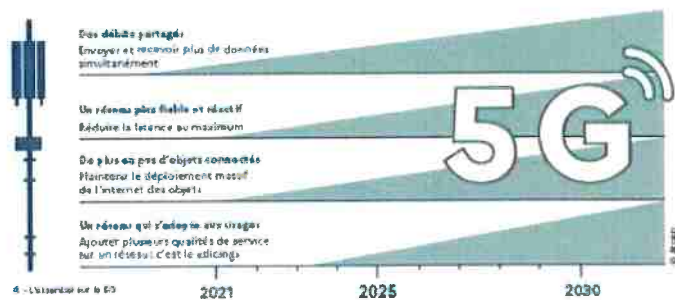 Des débits partagés
Envoyer et recevoir plus de données
simultanément
Un réseau plus fiable et réactif
Réduire la latence au maximum
De plus en plus d'objets connectés
Maintenir le déploiement massif
de l'internet des objets
Un réseau qui s'adapte aux usages
Ajouter plusieurs qualités de service
sur un réseau: c'est le «slicing»
5G
4 - L'essentiel sur la 5G
2021
2025
2030